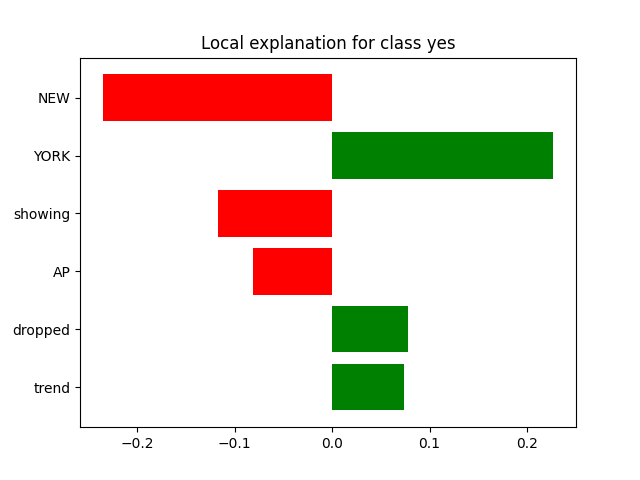 Local explanation for class yes
NEW
YORK
showing
AP
dropped
trend
−0.2 −0.1 0.0 0.1 0.2